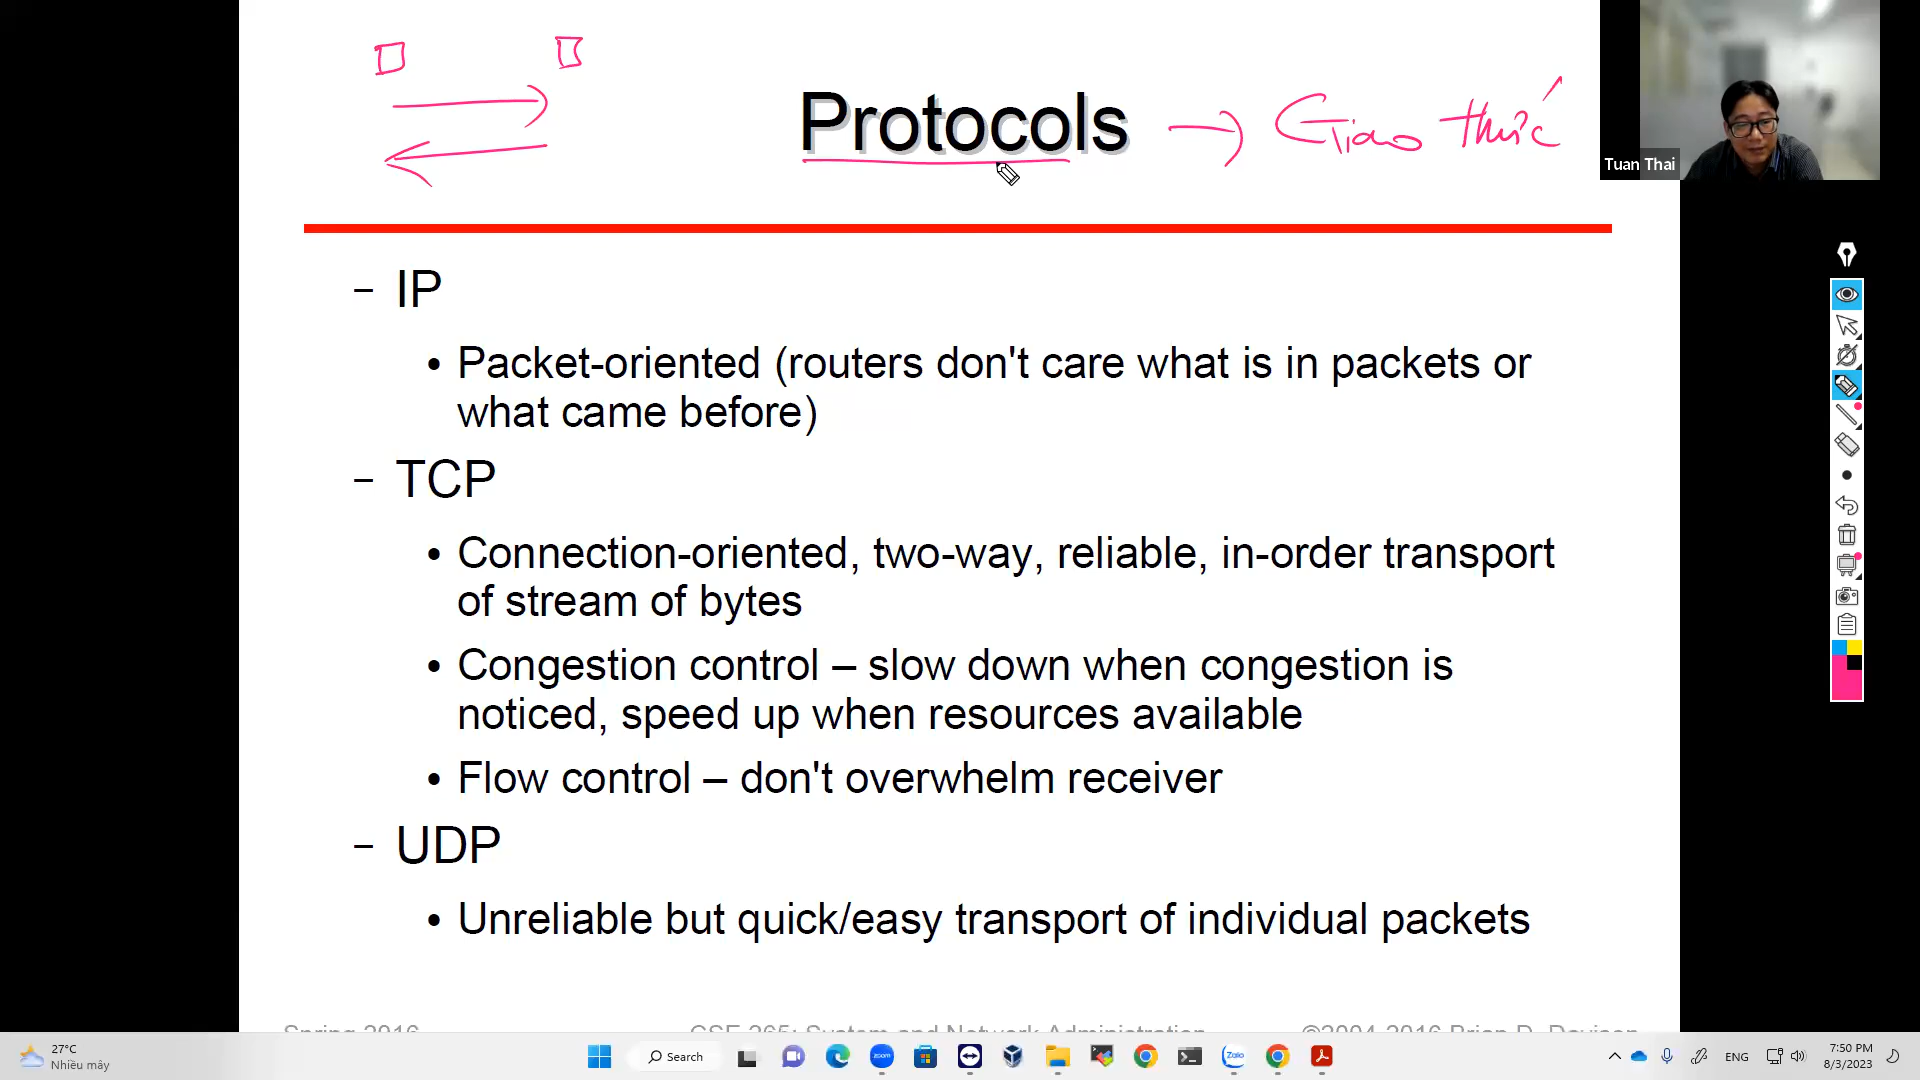 Protocols
Giao thức
Tuan Thai
– IP
• Packet-oriented (routers don't care what is in packets or
what came before)
– TCP
• Connection-oriented, two-way, reliable, in-order transport
of stream of bytes
• Congestion control – slow down when congestion is
noticed, speed up when resources available
• Flow control – don't overwhelm receiver
– UDP
• Unreliable but quick/easy transport of individual packets
Spring 2016
CSE 265: System and Network Administration
©2004-2016 Brian D. Davison
27°C
Nhiều mây
Search
zoom
Zalo
ENG
7:50 PM
8/3/2023